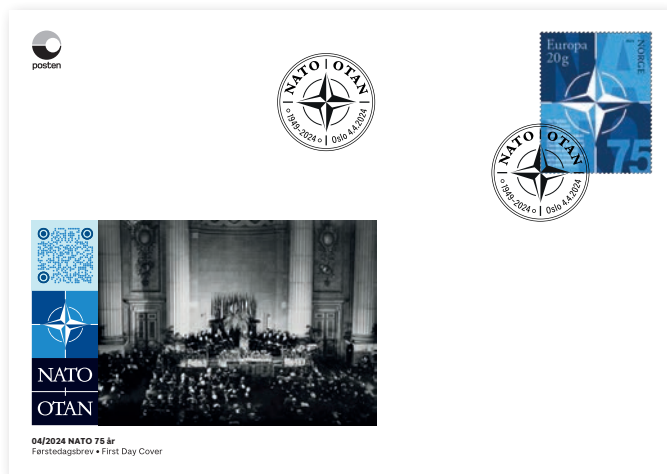 posten
NATO | OTAN
1949-2024 | Oslo 4.4.2024
Europa
20g
NORGE
NA
75
NATO | OTAN
1949-2024 | Oslo 4.4.2024
NATO
OTAN
04/2024 NATO 75 år
Førstedagsbrev • First Day Cover